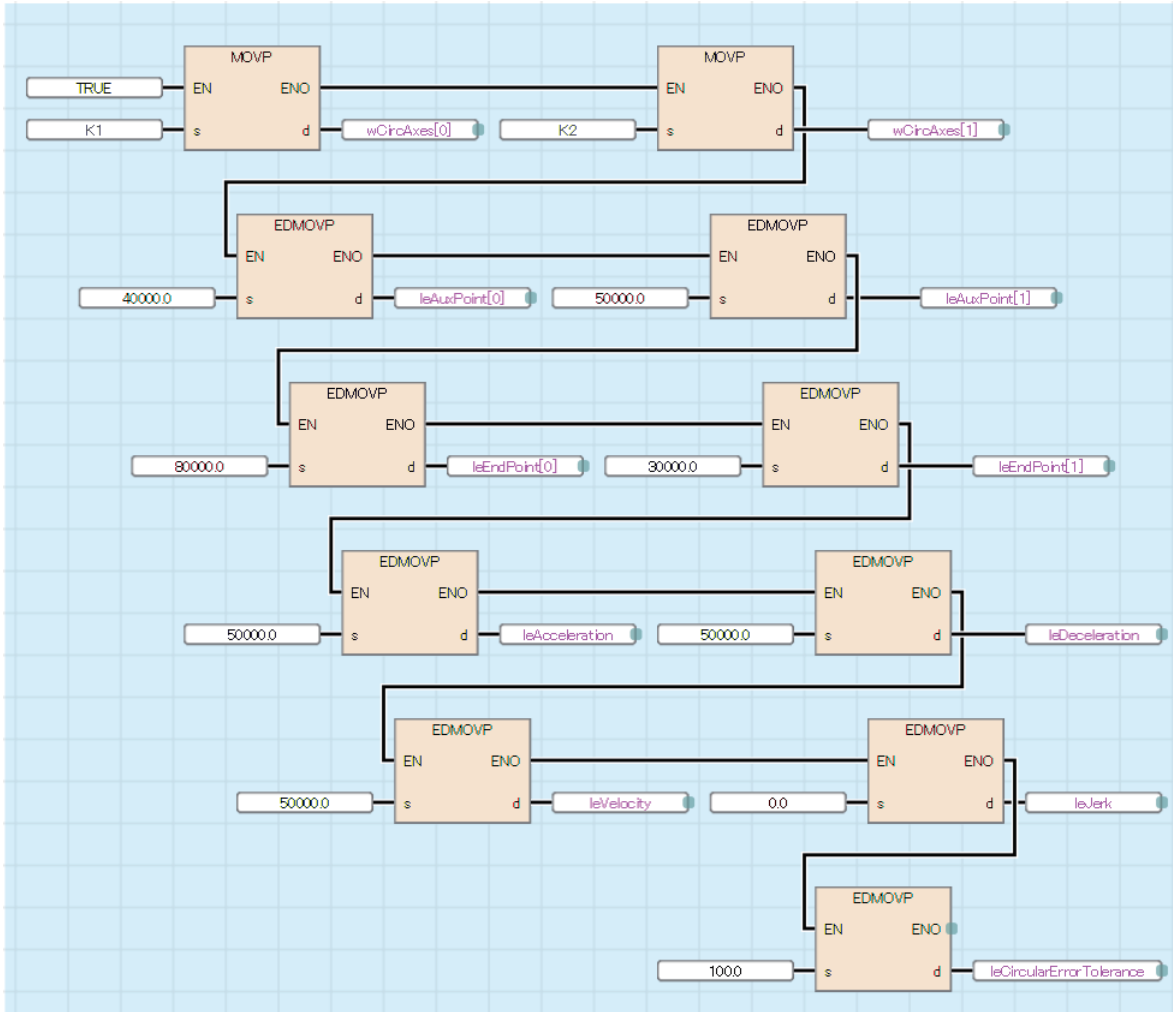 MOVP MOVP
TRUE EN ENO EN ENO
K1 s d wCircAxes[0] K2 s d wCircAxes[1]
EDMOVP EDMOVP
EN ENO EN ENO
40000.0 s d leAuxPoint[0] 50000.0 s d leAuxPoint[1]
EDMOVP EDMOVP
EN ENO EN ENO
80000.0 s d leEndPoint[0] 30000.0 s d leEndPoint[1]
EDMOVP EDMOVP
EN ENO EN ENO
50000.0 s d leAcceleration 50000.0 s d leDeceleration
EDMOVP EDMOVP
EN ENO EN ENO
50000.0 s d leVelocity 0.0 s d leJerk
EDMOVP
EN ENO
100.0 s d leCircularErrorTolerance